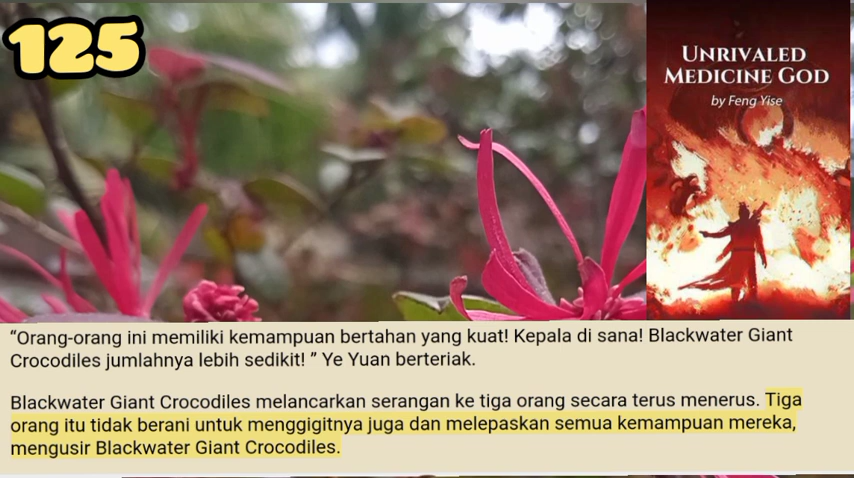 125
UNRIVALED
MEDICINE GOD
by Feng Yise
“Orang-orang ini memiliki kemampuan bertahan yang kuat! Kepala di sana! Blackwater Giant
Crocodiles jumlahnya lebih sedikit! ” Ye Yuan berteriak.
Blackwater Giant Crocodiles melancarkan serangan ke tiga orang secara terus menerus. Tiga
orang itu tidak berani untuk menggigitnya juga dan melepaskan semua kemampuan mereka,
mengusir Blackwater Giant Crocodiles.